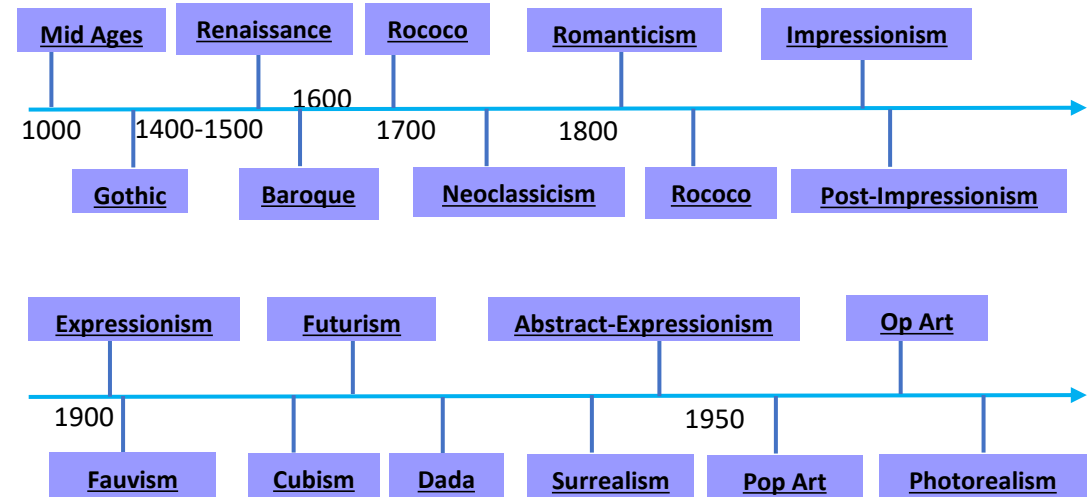 Mid Ages
Renaissance
Rococo
Romanticism
Impressionism
1600
1000
1400-1500
1700
1800
Gothic
Baroque
Neoclassicism
Rococo
Post-Impressionism
Expressionism
Futurism
Abstract-Expressionism
Op Art
1900
1950
Fauvism
Cubism
Dada
Surrealism
Pop Art
Photorealism